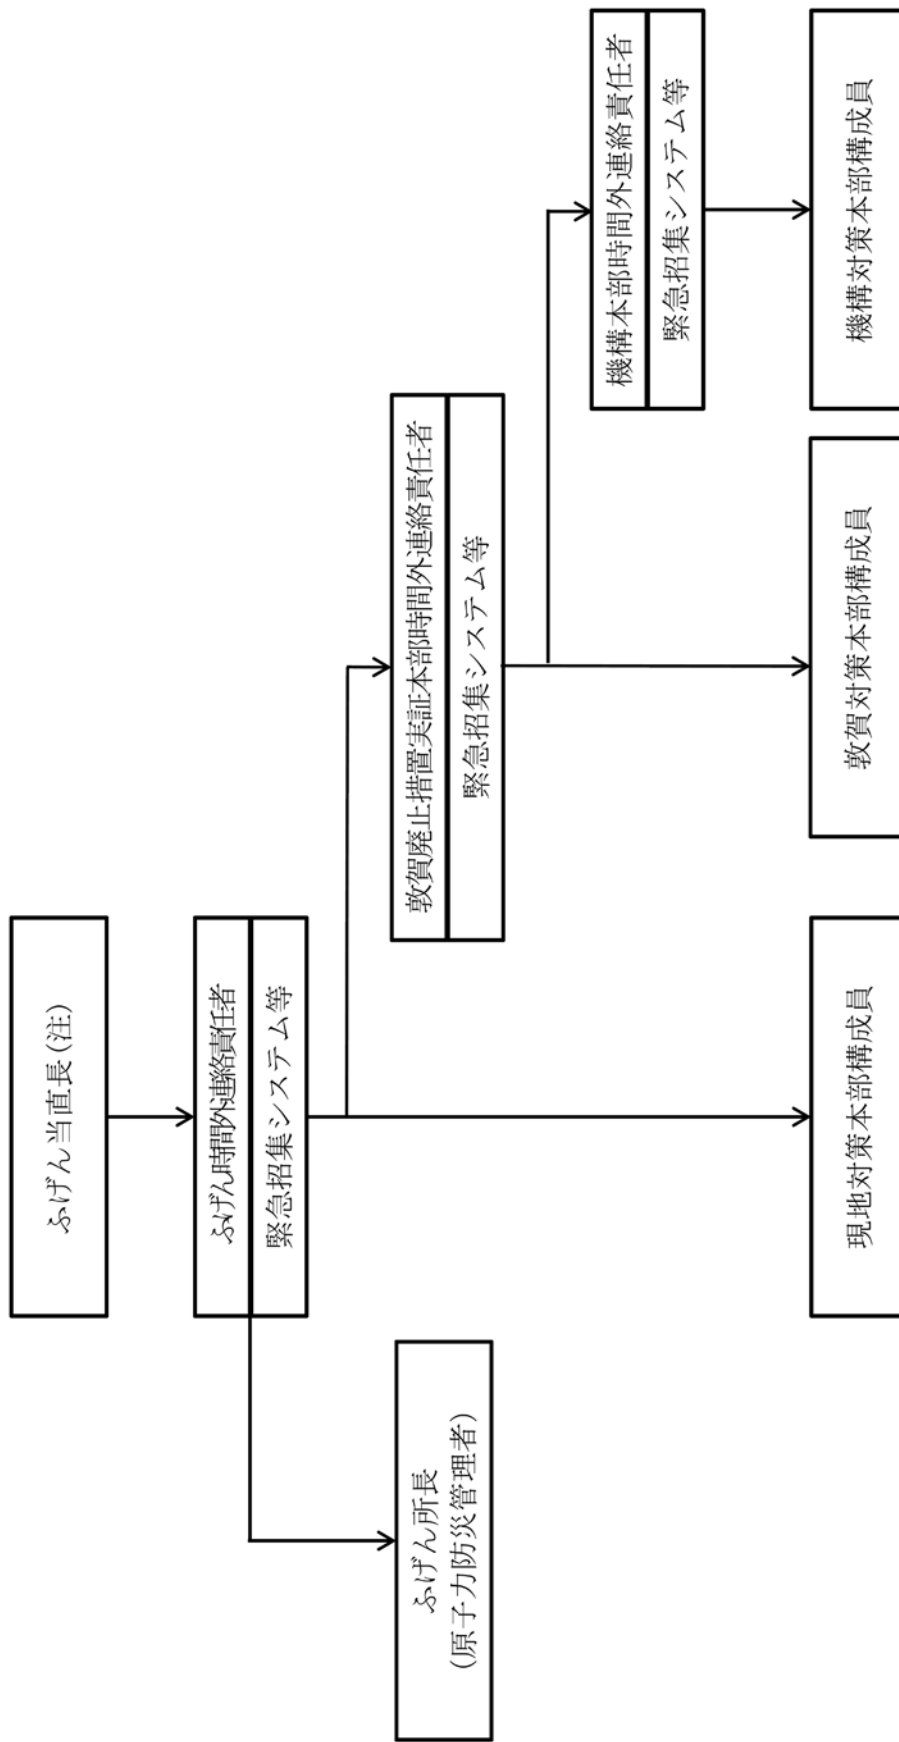 ふげん当直長(注)
ふげん時間外連絡責任者
緊急招集システム等
ふげん所長
(原子力防災管理者)
敦賀廃止措置実証本部時間外連絡責任者
緊急招集システム等
機構本部時間外連絡責任者
緊急招集システム等
現地対策本部構成員
敦賀対策本部構成員
機構対策本部構成員